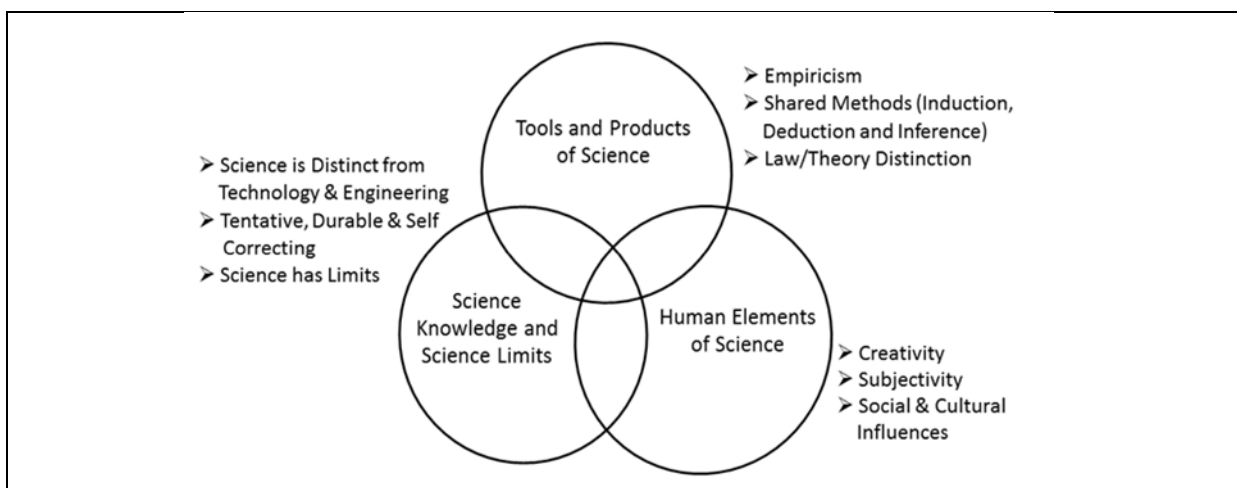 Tools and Products
of Science
➢ Empiricism
➢ Shared Methods (Induction,
Deduction and Inference)
➢ Law/Theory Distinction
➢ Science is Distinct from
Technology & Engineering
➢ Tentative, Durable & Self
Correcting
➢ Science has Limits
Science
Knowledge and
Science Limits
Human Elements
of Science
➢ Creativity
➢ Subjectivity
➢ Social & Cultural
Influences